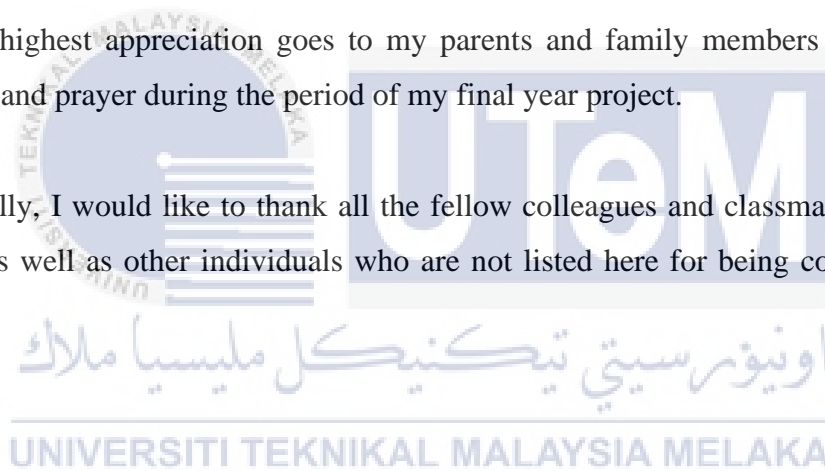 highest appreciation goes to my parents and family members
and prayer during the period of my final year project.
lly, I would like to thank all the fellow colleagues and classma
s well as other individuals who are not listed here for being co
UTeM
اونيۏرسيتي تيكنيكل مليسيا ملاك
UNIVERSITI TEKNIKAL MALAYSIA MELAKA